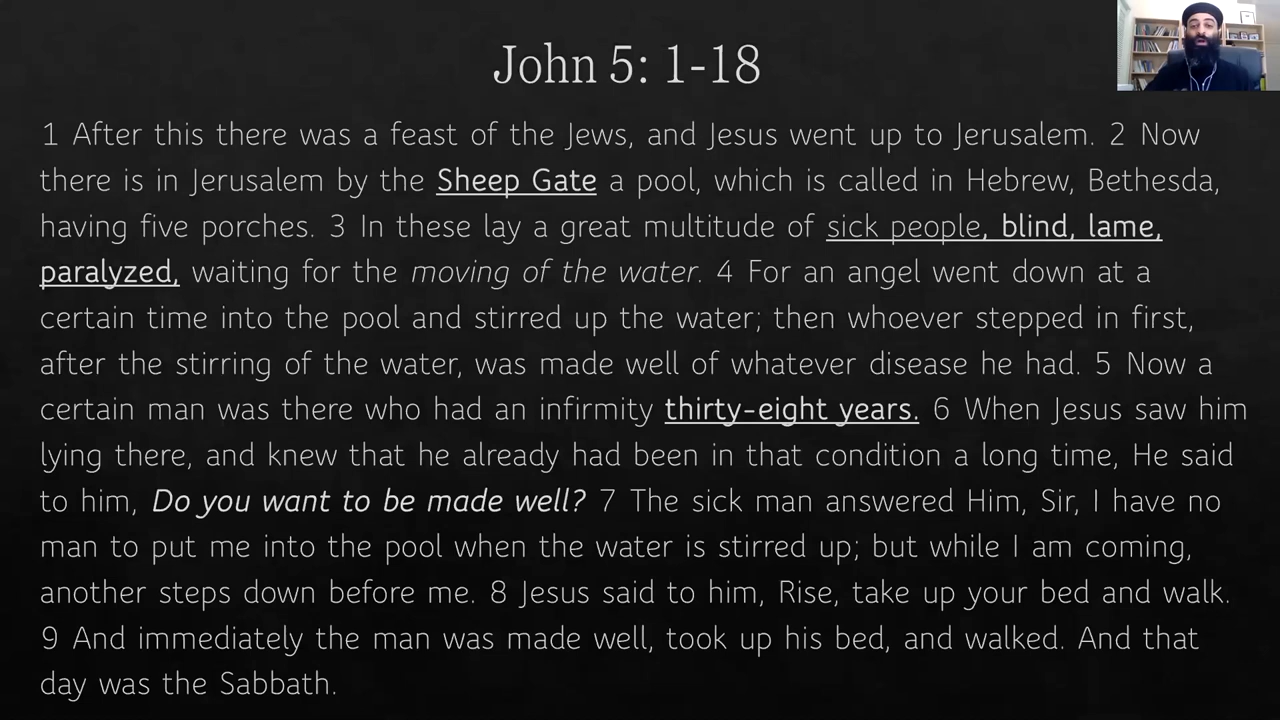 John 5: 1-18
1 After this there was a feast of the Jews, and Jesus went up to Jerusalem. 2 Now
there is in Jerusalem by the Sheep Gate a pool, which is called in Hebrew, Bethesda,
having five porches. 3 In these lay a great multitude of sick people, blind, lame,
paralyzed, waiting for the moving of the water. 4 For an angel went down at a
certain time into the pool and stirred up the water; then whoever stepped in first,
after the stirring of the water, was made well of whatever disease he had. 5 Now a
certain man was there who had an infirmity thirty-eight years. 6 When Jesus saw him
lying there, and knew that he already had been in that condition a long time, He said
to him, Do you want to be made well? 7 The sick man answered Him, Sir, I have no
man to put me into the pool when the water is stirred up; but while I am coming,
another steps down before me. 8 Jesus said to him, Rise, take up your bed and walk.
9 And immediately the man was made well, took up his bed, and walked. And that
day was the Sabbath.